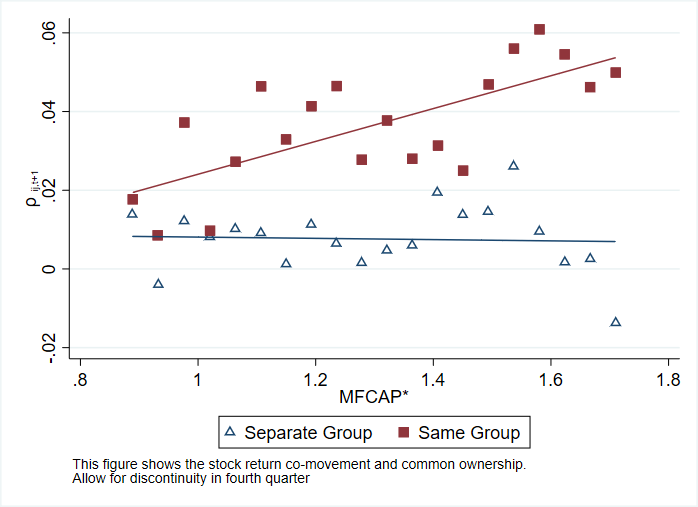 .06
.04
.02
0
-.02
ρ ij,t+1
.8
1
1.2
1.4
1.6
1.8
MFCAP*
Separate Group
Same Group
This figure shows the stock return co-movement and common ownership.
Allow for discontinuity in fourth quarter